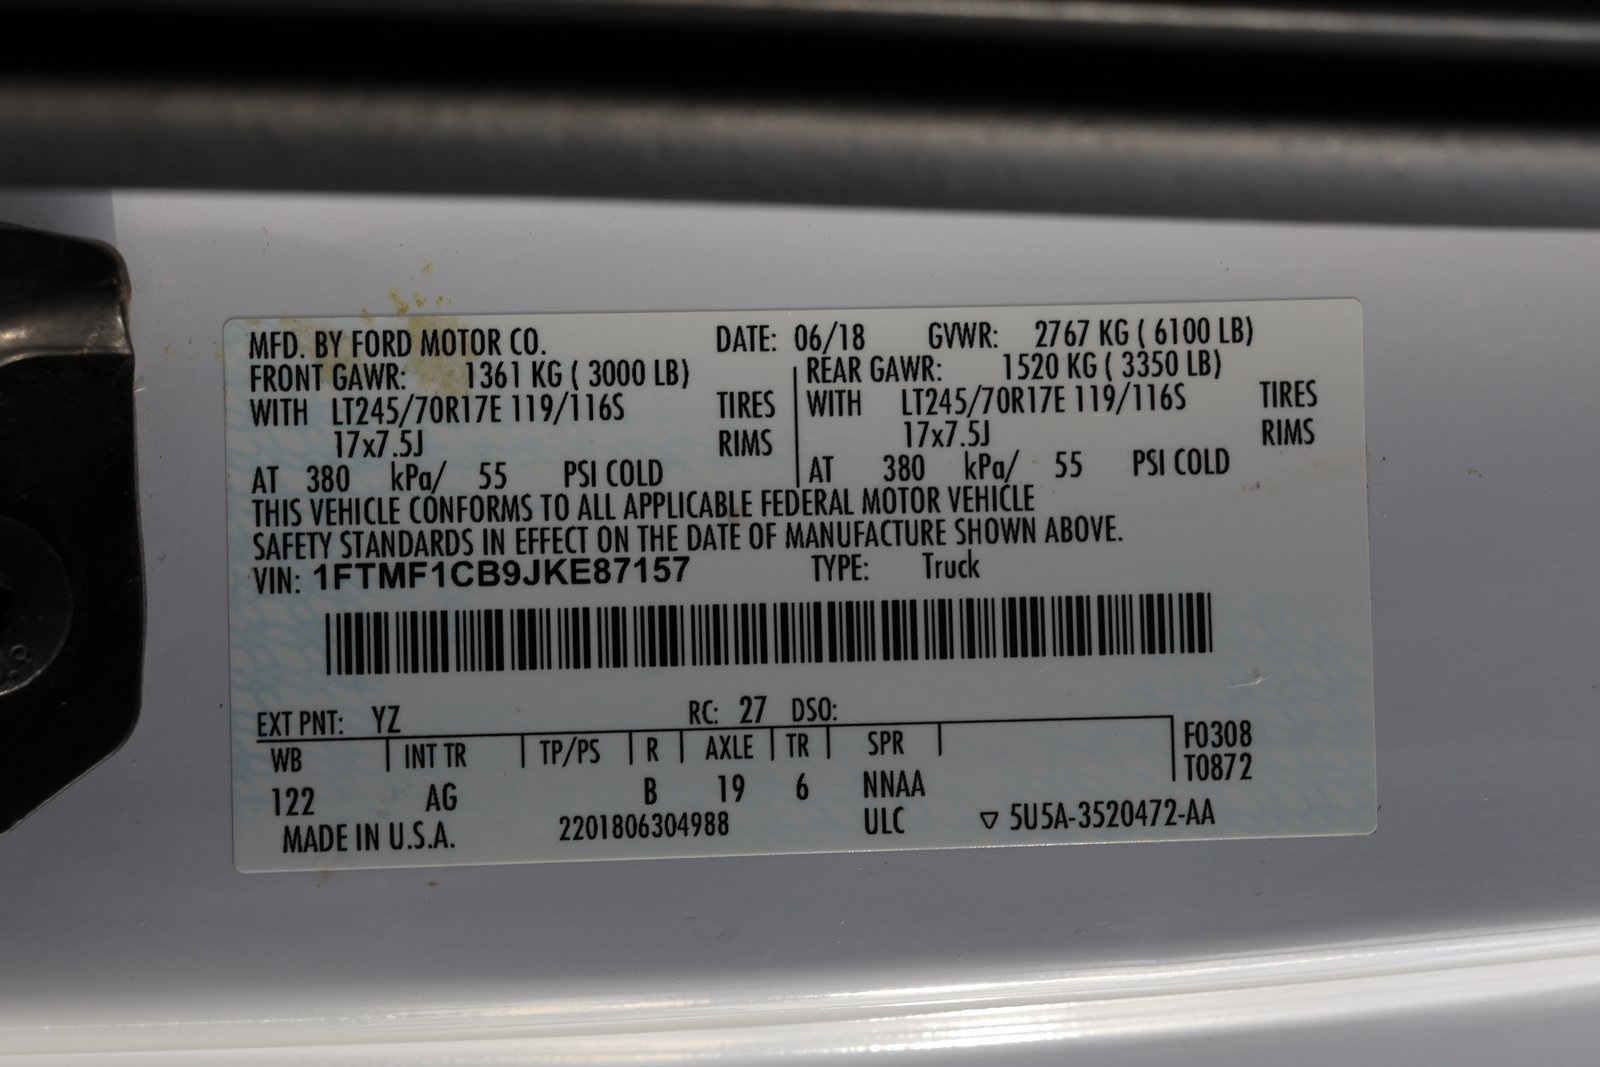 MFD. BY FORD MOTOR CO. DATE: 06/18 GVWR: 2767 KG ( 6100 LB)
FRONT GAWR: 1361 KG ( 3000 LB) REAR GAWR: 1520 KG ( 3350 LB)
WITH LT245/70R17E 119/116S TIRES WITH LT245/70R17E 119/116S TIRES
17x7.5J RIMS 17x7.5J RIMS
AT 380 kPa/ 55 PSI COLD AT 380 kPa/ 55 PSI COLD
THIS VEHICLE CONFORMS TO ALL APPLICABLE FEDERAL MOTOR VEHICLE
SAFETY STANDARDS IN EFFECT ON THE DATE OF MANUFACTURE SHOWN ABOVE.
VIN: 1FTMF1CB9JKE87157 TYPE: Truck
EXT PNT: YZ RC: 27 DSO:
WB INT TR TP/PS R AXLE TR SPR F0308
T0872
122 AG B 19 6 NNAA
MADE IN U.S.A. 2201806304988 ULC ▽ 5U5A-3520472-AA